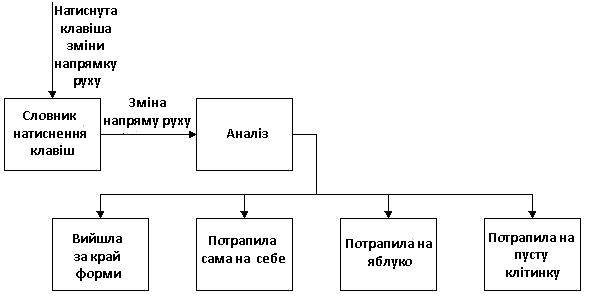 Натиснута
клавіша
зміни
напрямку
руху
Словник
натиснення
клавіш
Зміна
напряму руху
Аналіз
Вийшла
за край
форми
Потрапила
сама на себе
Потрапила на
яблуко
Потрапила на
пусту
клітинку